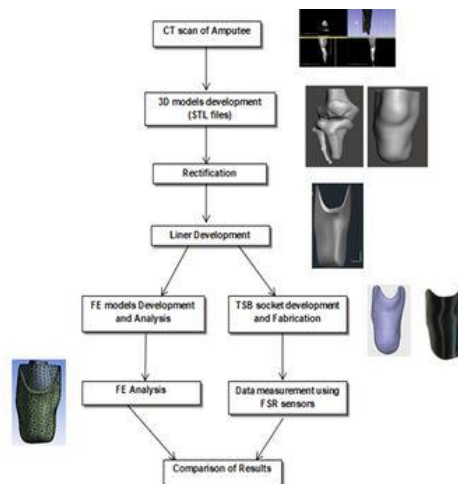 CT scan of Amputee
3D models development
(STL files)
Rectification
Liner Development
FE models Development
and Analysis
TSB socket development
and Fabrication
FE Analysis
Data measurement using
FSR sensors
Comparison of Results